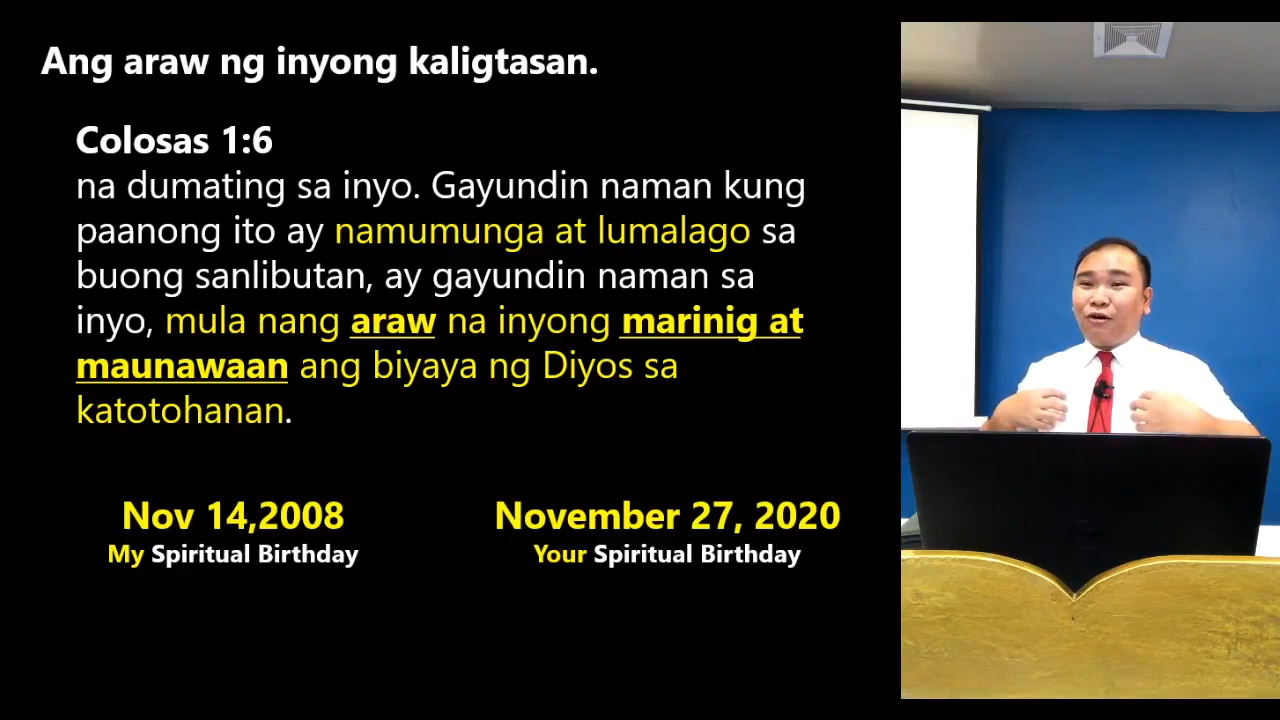 Ang araw ng inyong kaligtasan.
Colosas 1:6
na dumating sa inyo. Gayundin naman kung
paanong ito ay namumunga at lumalago sa
buong sanlibutan, ay gayundin naman sa
inyo, mula nang araw na inyong marinig at
maunawaan ang biyaya ng Diyos sa
katotohanan.
Nov 14,2008
My Spiritual Birthday
November 27, 2020
Your Spiritual Birthday